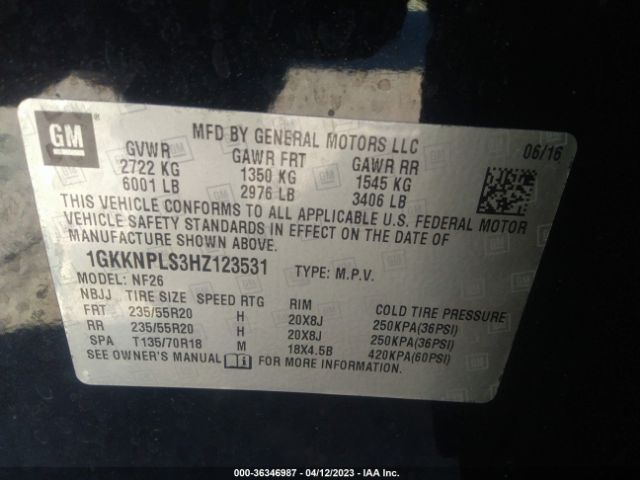 GM ®
MFD BY GENERAL MOTORS LLC 06/16
GVWR GAWR FRT GAWR RR
2722 KG 1350 KG 1545 KG
6001 LB 2976 LB 3406 LB
THIS VEHICLE CONFORMS TO ALL APPLICABLE U.S. FEDERAL MOTOR
VEHICLE SAFETY STANDARDS IN EFFECT ON THE DATE OF
MANUFACTURE SHOWN ABOVE.
1GKKNPLS3HZ123531 TYPE: M.P.V.
MODEL: NF26
NBJJ TIRE SIZE SPEED RTG RIM COLD TIRE PRESSURE
FRT 235/55R20 H 20X8J 250KPA(36PSI)
RR 235/55R20 H 20X8J 250KPA(36PSI)
SPA T135/70R18 M 18X4.5B 420KPA(60PSI)
SEE OWNER'S MANUAL FOR MORE INFORMATION.
000-36346987 - 04/12/2023 - IAA Inc.